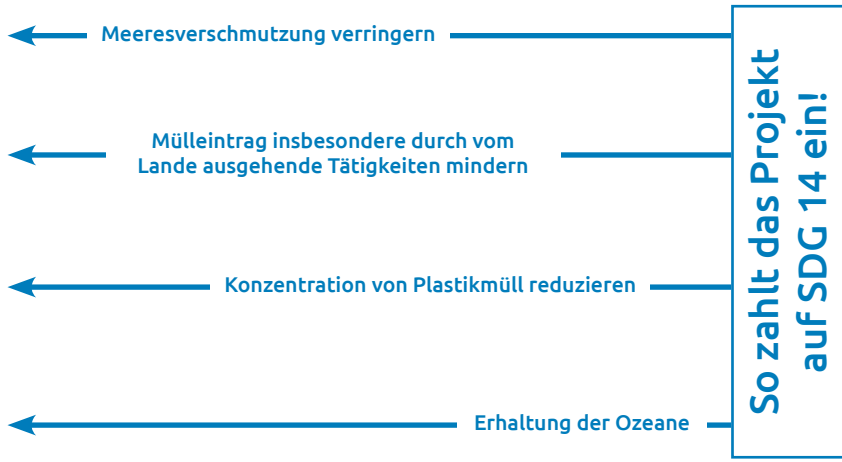 Meeresverschmutzung verringern
Mülleintrag insbesondere durch vom
Lande ausgehende Tätigkeiten mindern
Konzentration von Plastikmüll reduzieren
Erhaltung der Ozeane
So zahlt das Projekt
auf SDG 14 ein!